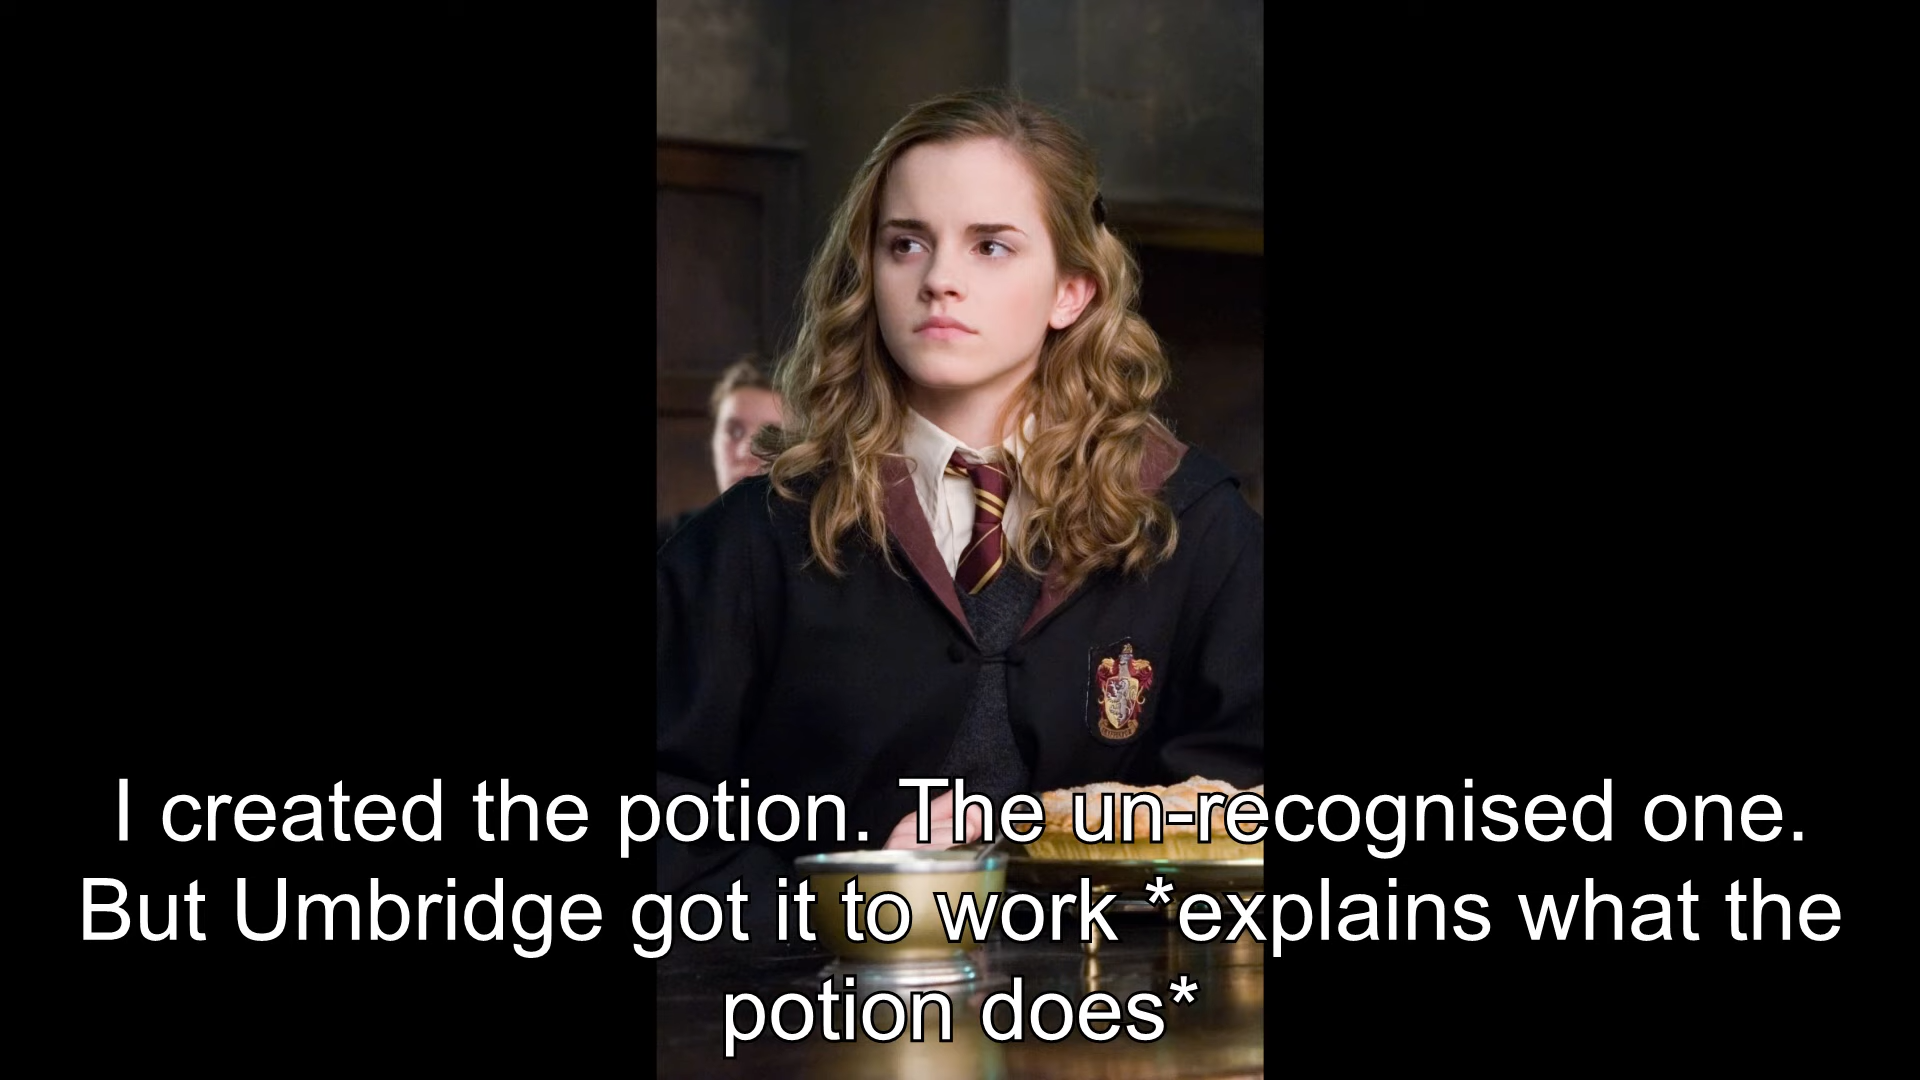 I created the potion. The un-recognised one.
But Umbridge got it to work *explains what the
potion does*